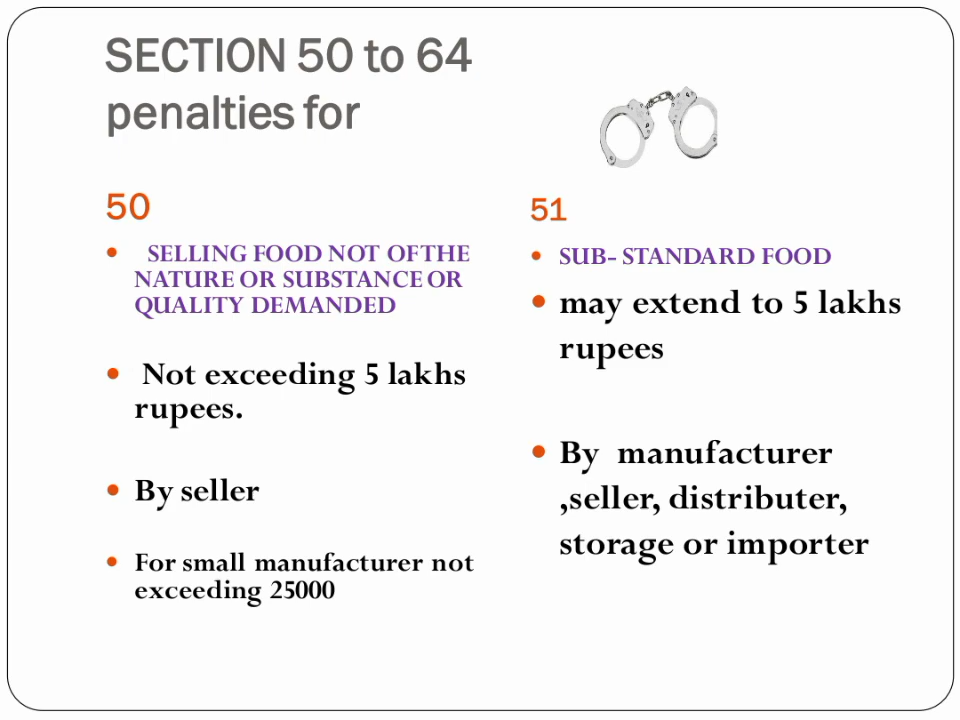 SECTION 50 to 64
penalties for
50
SELLING FOOD NOT OF THE
NATURE OR SUBSTANCE OR
QUALITY DEMANDED
Not exceeding 5 lakhs
rupees.
By seller
For small manufacturer not
exceeding 25000
51
SUB- STANDARD FOOD
may extend to 5 lakhs
rupees
By manufacturer
,seller, distributer,
storage or importer